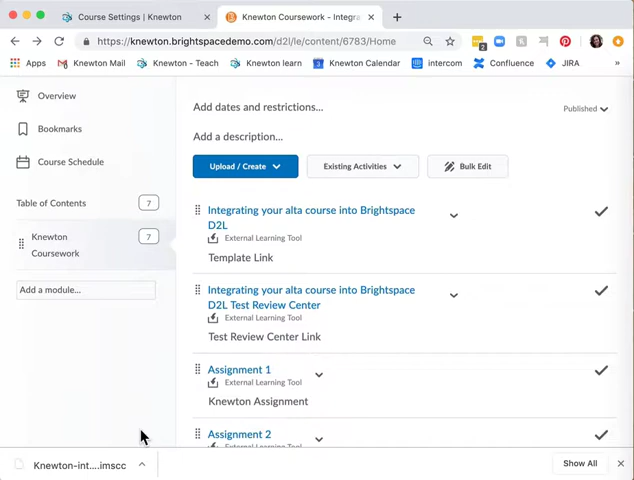 Course Settings | Knewton
Knewton Coursework - Integra
https://knewton.brightspacedemo.com/d2l/le/content/6783/Home
2
Apps
Knewton Mail
Knewton - Teach
Knewton learn
3
Knewton Calendar
intercom
Confluence
JIRA
»
Overview
Bookmarks
Course Schedule
Table of Contents
7
Knewton
Coursework
7
Add a module...
Add dates and restrictions...
Published
Add a description...
Upload / Create
Existing Activities
Bulk Edit
Integrating your alta course into Brightspace
D2L
External Learning Tool
Template Link
Integrating your alta course into Brightspace
D2L Test Review Center
External Learning Tool
Test Review Center Link
Assignment 1
External Learning Tool
Knewton Assignment
Assignment 2
External Learning Tool
Knewton-int....imscc
Show All